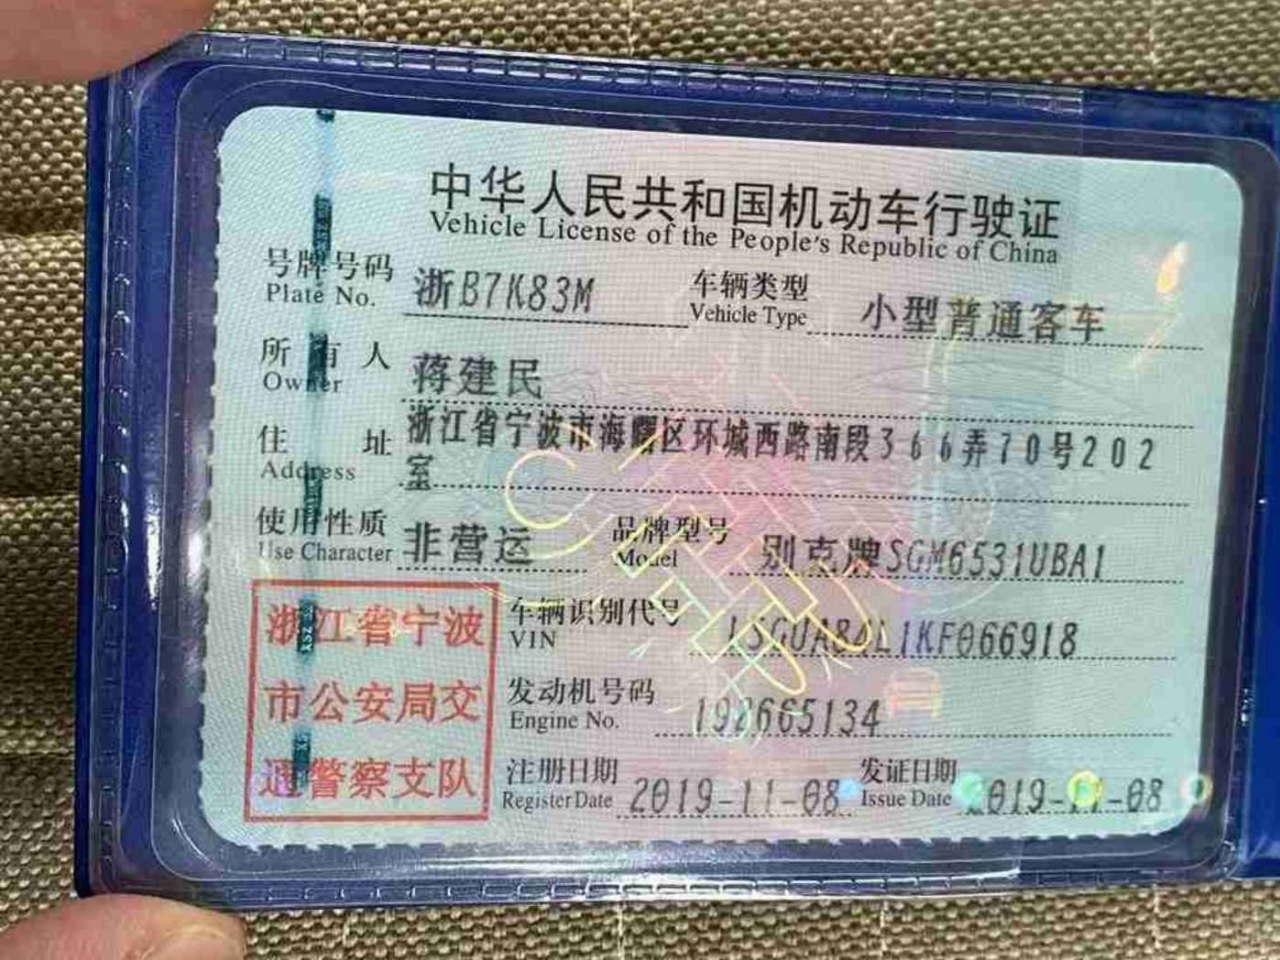 中华人民共和国机动车行驶证
Vehicle License of the People's Republic of China
号牌号码 浙B7K83M 车辆类型 小型普通客车
Plate No. Vehicle Type
所有人 蒋建民
Owner
住址 浙江省宁波市海曙区环城西路南段366弄70号202
室
Address
使用性质 非营运 品牌型号 别克牌SGM6531UBA1
Use Character Model
浙江省宁波
市公安局交
通警察支队
车辆识别代号 LSGUA84L1KF066918
VIN
发动机号码 192665134
Engine No.
注册日期 2019-11-08 发证日期 2019-11-08
Register Date Issue Date